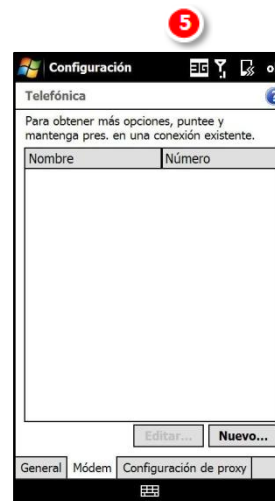 5
Configuración
3G
Telefónica
?
Para obtener más opciones, puntee y
mantenga pres. en una conexión existente.
Nombre Número
Editar... Nuevo...
General Módem Configuración de proxy